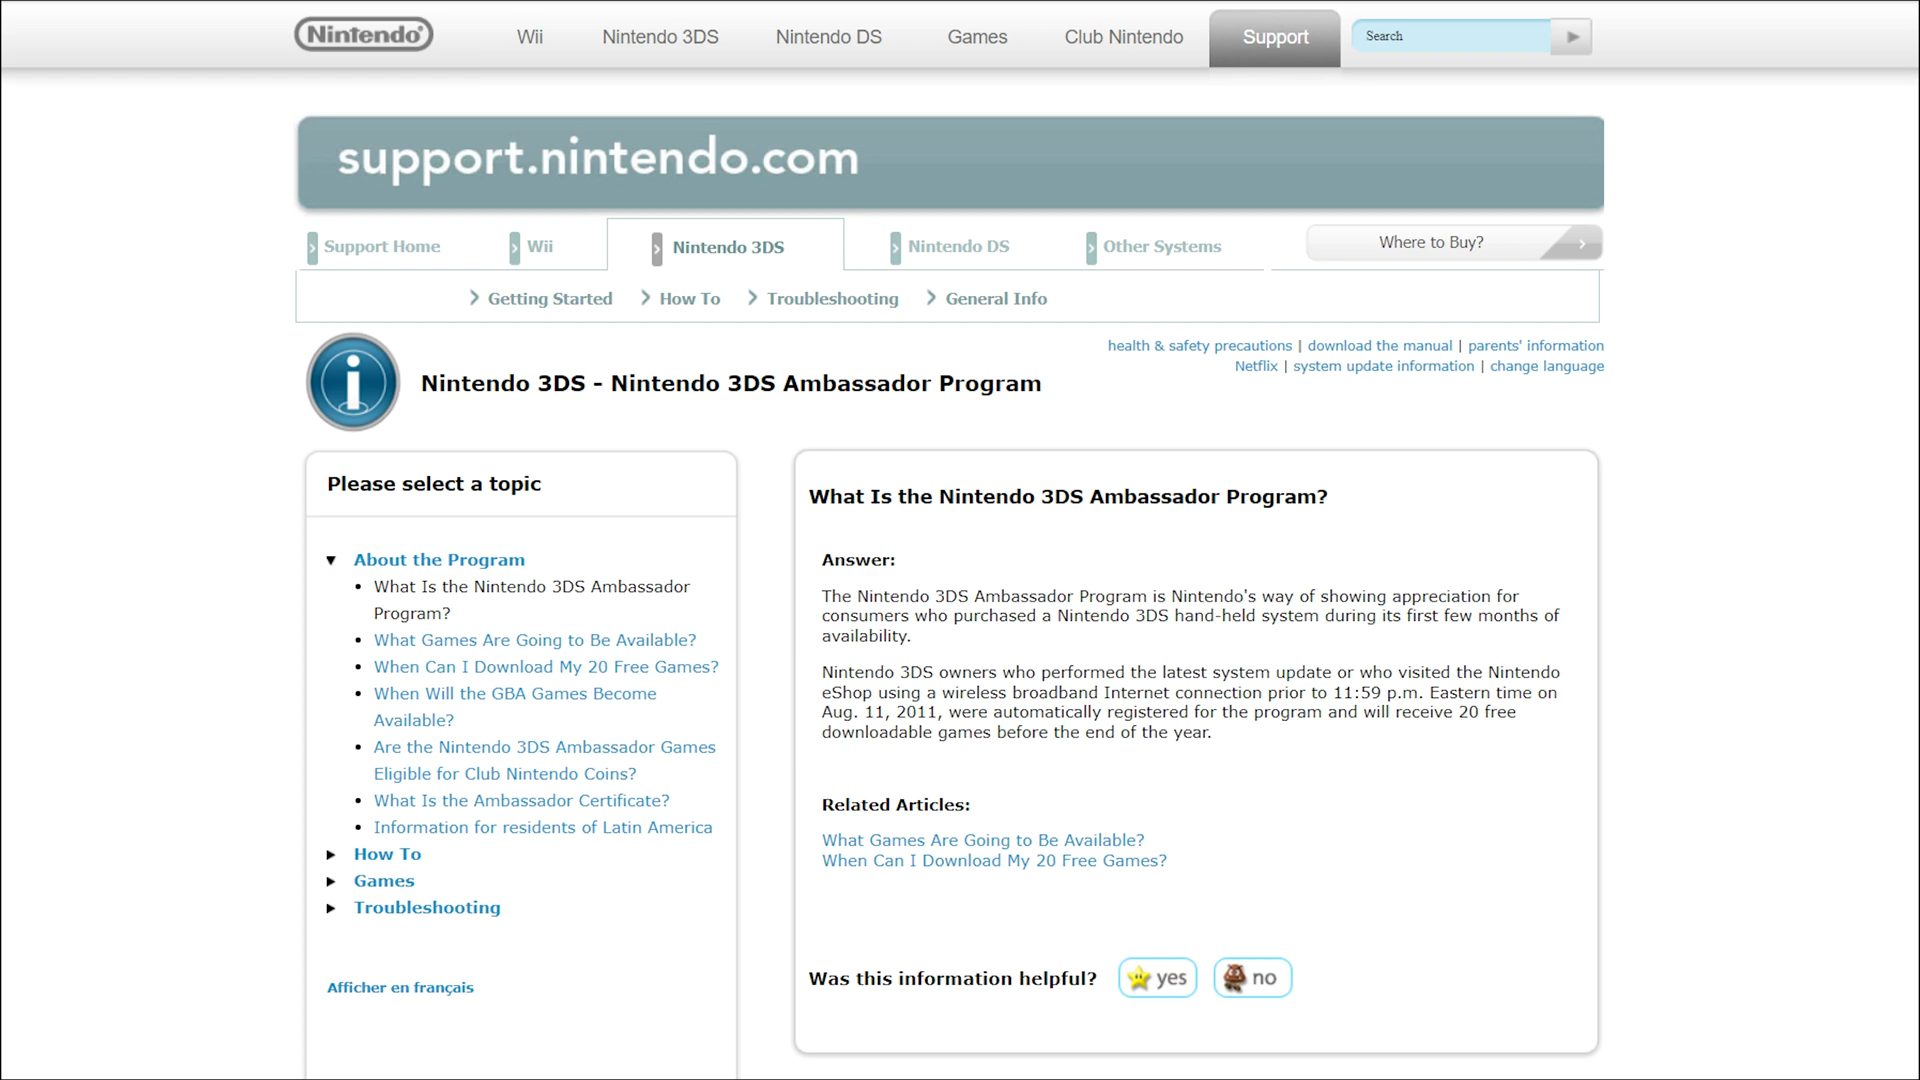 Nintendo
Wii
Nintendo 3DS
Nintendo DS
Games
Club Nintendo
Support
Search
support.nintendo.com
Support Home
Wii
Nintendo 3DS
Nintendo DS
Other Systems
Where to Buy?
Getting Started
How To
Troubleshooting
General Info
health & safety precautions | download the manual | parents' information
Netflix | system update information | change language
Nintendo 3DS - Nintendo 3DS Ambassador Program
Please select a topic
About the Program
What Is the Nintendo 3DS Ambassador
Program?
What Games Are Going to Be Available?
When Can I Download My 20 Free Games?
When Will the GBA Games Become
Available?
Are the Nintendo 3DS Ambassador Games
Eligible for Club Nintendo Coins?
What Is the Ambassador Certificate?
Information for residents of Latin America
How To
Games
Troubleshooting
Afficher en français
What Is the Nintendo 3DS Ambassador Program?
Answer:
The Nintendo 3DS Ambassador Program is Nintendo's way of showing appreciation for
consumers who purchased a Nintendo 3DS hand-held system during its first few months of
availability.
Nintendo 3DS owners who performed the latest system update or who visited the Nintendo
eShop using a wireless broadband Internet connection prior to 11:59 p.m. Eastern time on
Aug. 11, 2011, were automatically registered for the program and will receive 20 free
downloadable games before the end of the year.
Related Articles:
What Games Are Going to Be Available?
When Can I Download My 20 Free Games?
Was this information helpful?
yes
no